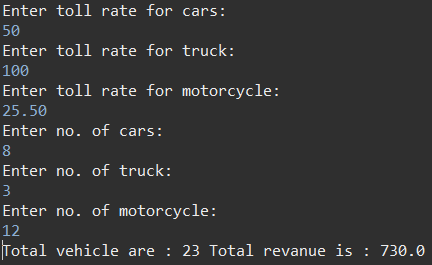 Enter toll rate for cars:
50
Enter toll rate for truck:
100
Enter toll rate for motorcycle:
25.50
Enter no. of cars:
8
Enter no. of truck:
3
Enter no. of motorcycle:
12
Total vehicle are : 23 Total revanue is : 730.0